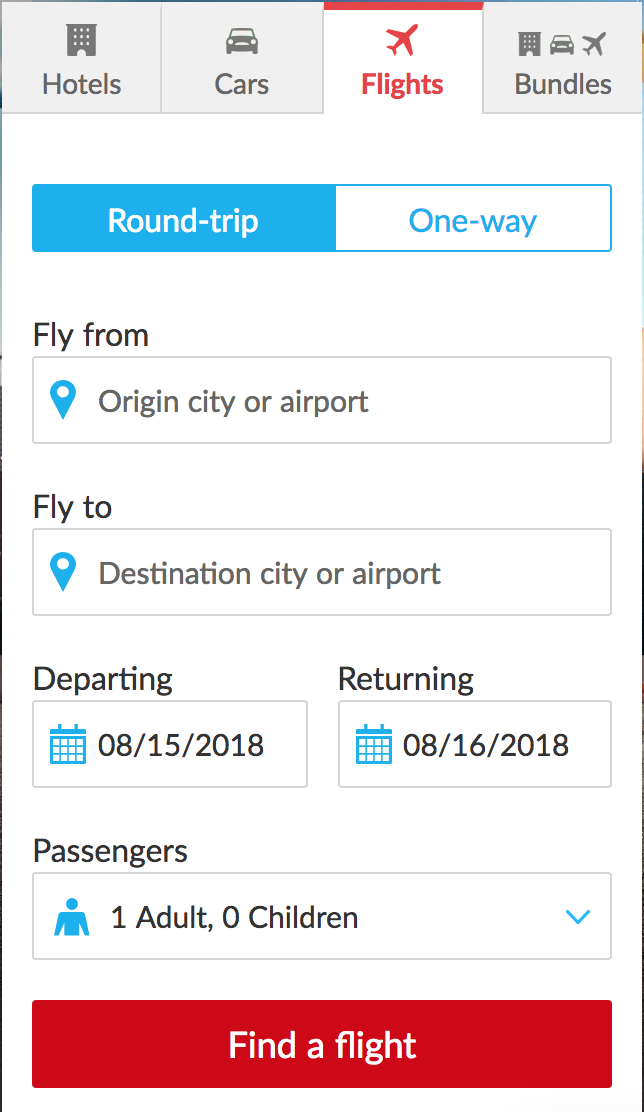 Hotels Cars Flights Bundles
Round-trip One-way
Fly from
Origin city or airport
Fly to
Destination city or airport
Departing Returning
08/15/2018 08/16/2018
Passengers
1 Adult, 0 Children
Find a flight